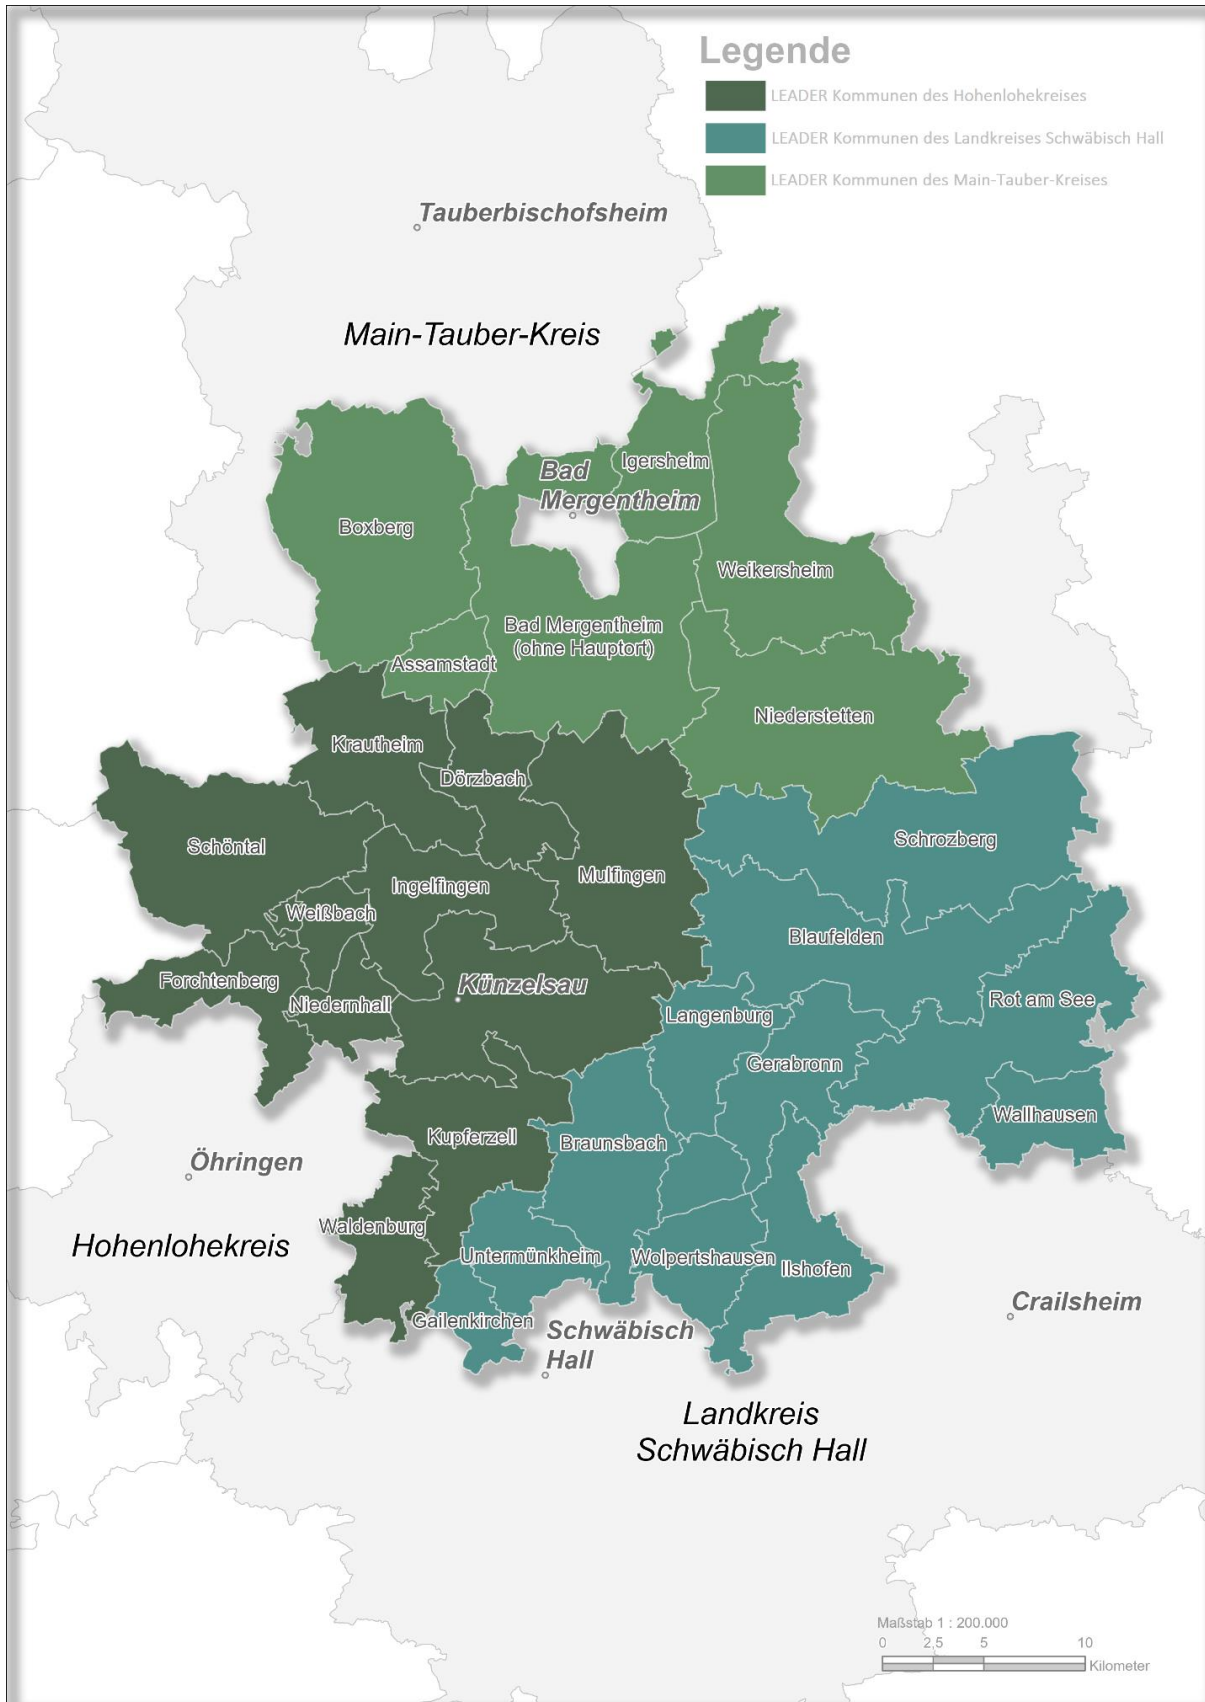 Legende
LEADER Kommunen des Hohenlohekreises
LEADER Kommunen des Landkreises Schwäbisch Hall
LEADER Kommunen des Main-Tauber-Kreises
Tauberbischofsheim
Main-Tauber-Kreis
Igersheim
Bad
Mergentheim
Boxberg
Weikersheim
Bad Mergentheim
(ohne Hauptort)
Assamstadt
Niederstetten
Krautheim
Dörzbach
Schrozberg
Schöntal
Mulfingen
Ingelfingen
Weißbach
Blaufelden
Forchtenberg
Künzelsau
Niedernhall
Rot am See
Langenburg
Gerabronn
Wallhausen
Kupferzell
Braunsbach
Öhringen
Waldenburg
Hohenlohekreis
Untermünkheim
Wolpertshausen
Ilshofen
Crailsheim
Gailenkirchen
Schwäbisch
Hall
Landkreis
Schwäbisch Hall
Maßstab 1 : 200.000
0 2,5 5 10
Kilometer